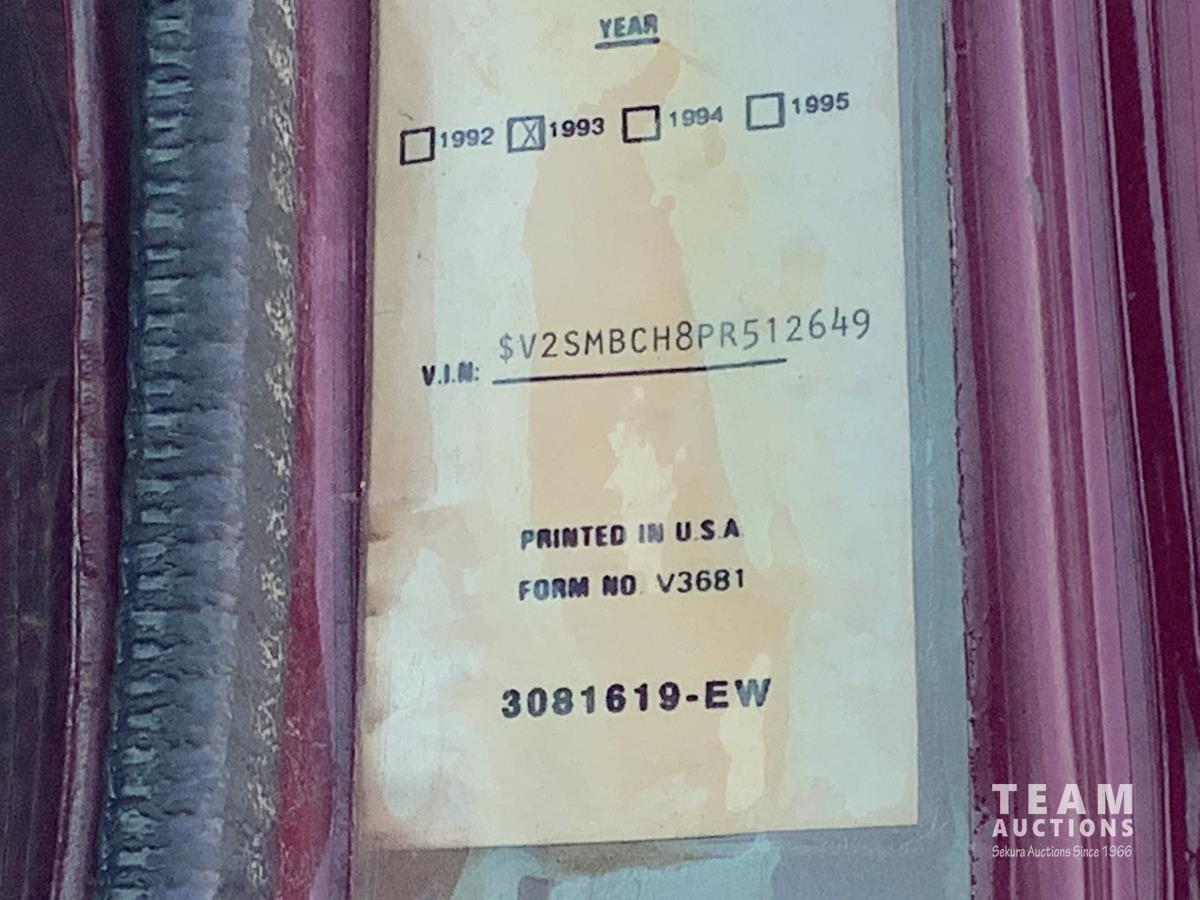 YEAR
☐ 1992 ☒ 1993 ☐ 1994 ☐ 1995
V.I.N: $V2SMBCH8PR512649
PRINTED IN U.S.A.
FORM NO. V3681
3081619-EW
TEAM
AUCTIONS
Sekura Auctions Since 1966